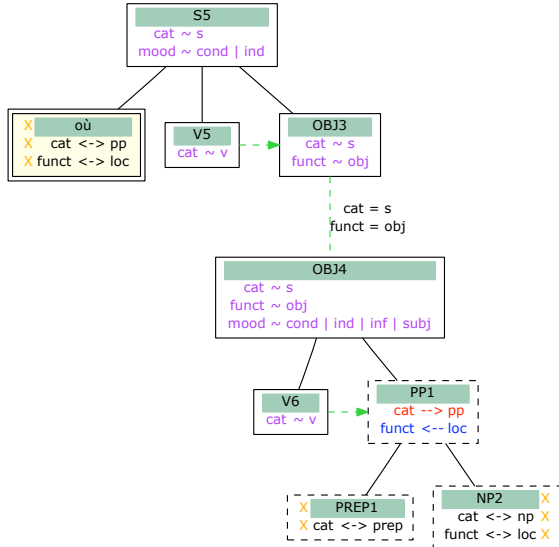 S5
cat ~ s
mood ~ cond | ind
X où
X cat <-> pp
X funct <-> loc
V5
cat ~ v
OBJ3
cat ~ s
funct ~ obj
cat = s
funct = obj
OBJ4
cat ~ s
funct ~ obj
mood ~ cond | ind | inf | subj
V6
cat ~ v
PP1
cat --> pp
funct <-- loc
X PREP1
X cat <-> prep
NP2 X
cat <-> np X
funct <-> loc X